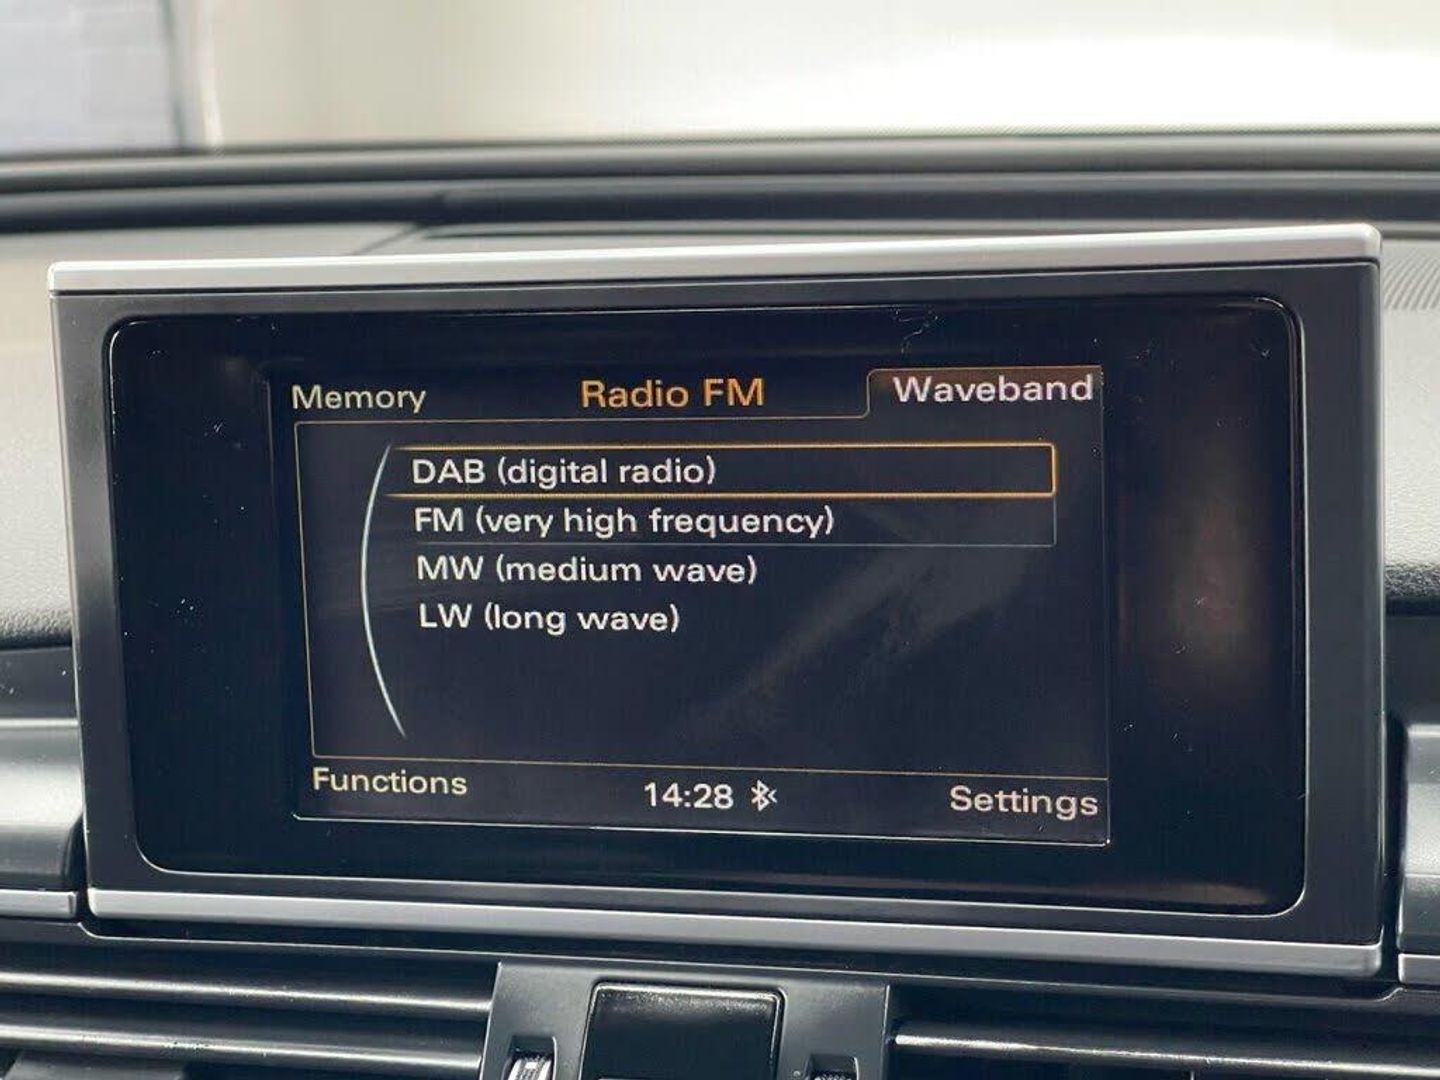 Memory Radio FM Waveband
DAB (digital radio)
FM (very high frequency)
MW (medium wave)
LW (long wave)
Functions 14:28 Settings